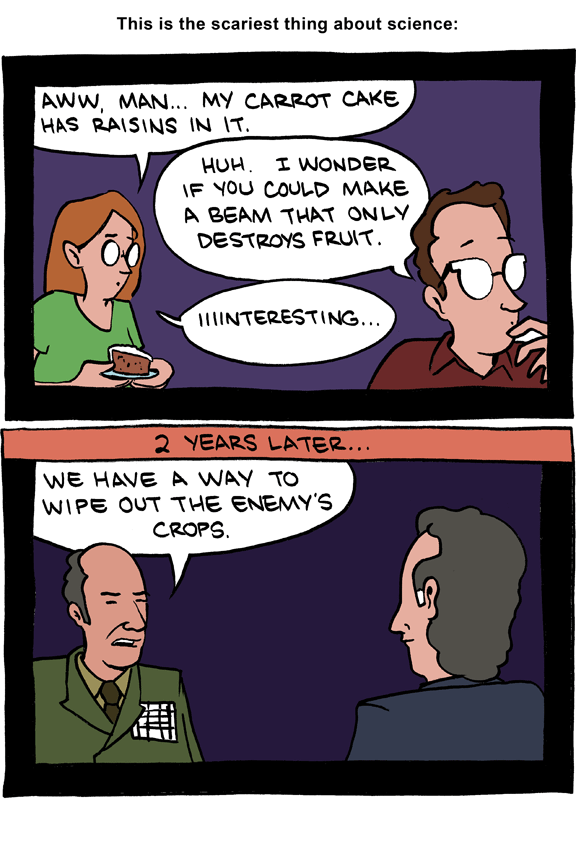 This is the scariest thing about science:
AWW, MAN... MY CARROT CAKE
HAS RAISINS IN IT.
HUH. I WONDER
IF YOU COULD MAKE
A BEAM THAT ONLY
DESTROYS FRUIT.
IIIINTERESTING...
2 YEARS LATER...
WE HAVE A WAY TO
WIPE OUT THE ENEMY'S
CROPS.